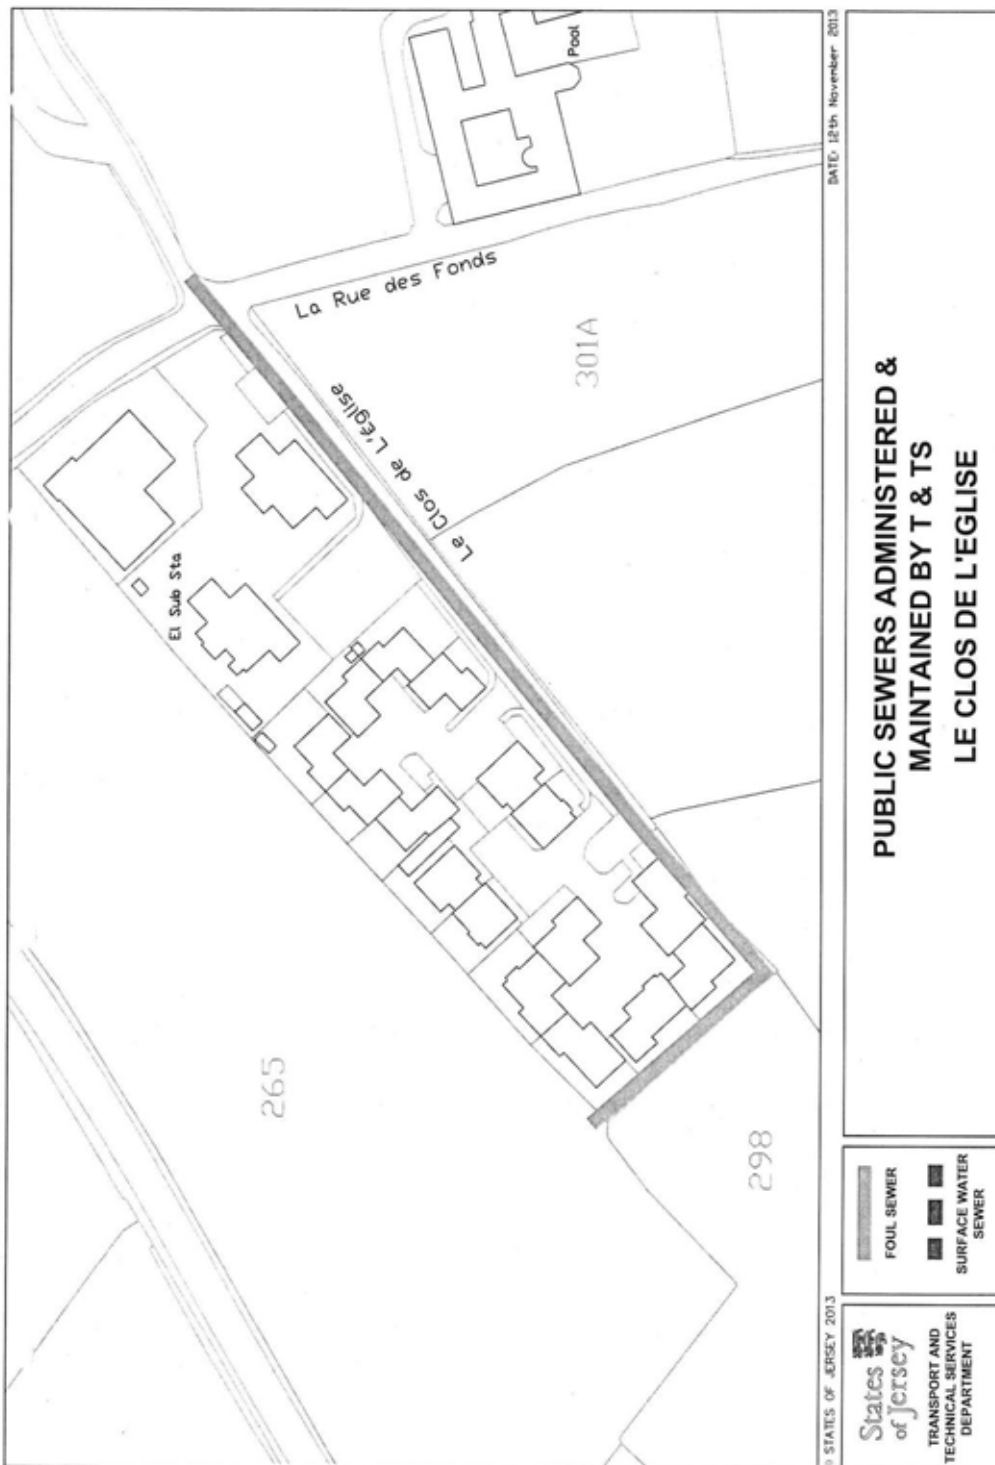 Pool
La Rue des Fonds
301A
Le Clos de L'Église
El Sub Sta
265
298
© STATES OF JERSEY 2013
DATE: 12th November 2013
States
of Jersey
TRANSPORT AND
TECHNICAL SERVICES
DEPARTMENT
FOUL SEWER
SURFACE WATER
SEWER
PUBLIC SEWERS ADMINISTERED &
MAINTAINED BY T & TS
LE CLOS DE L'EGLISE